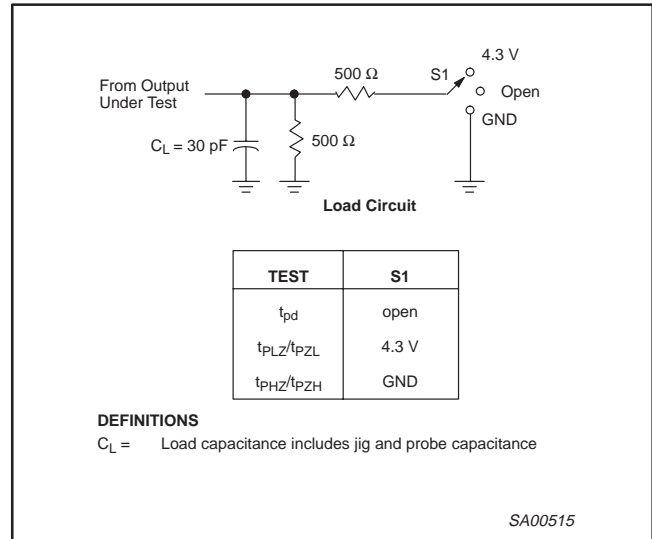 4.3 V
500 Ω
S1
From Output
Under Test
Open
GND
C_L = 30 pF
500 Ω
Load Circuit
TEST S1
t_pd open
t_PLZ/t_PZL 4.3 V
t_PHZ/t_PZH GND
DEFINITIONS
C_L = Load capacitance includes jig and probe capacitance
SA00515